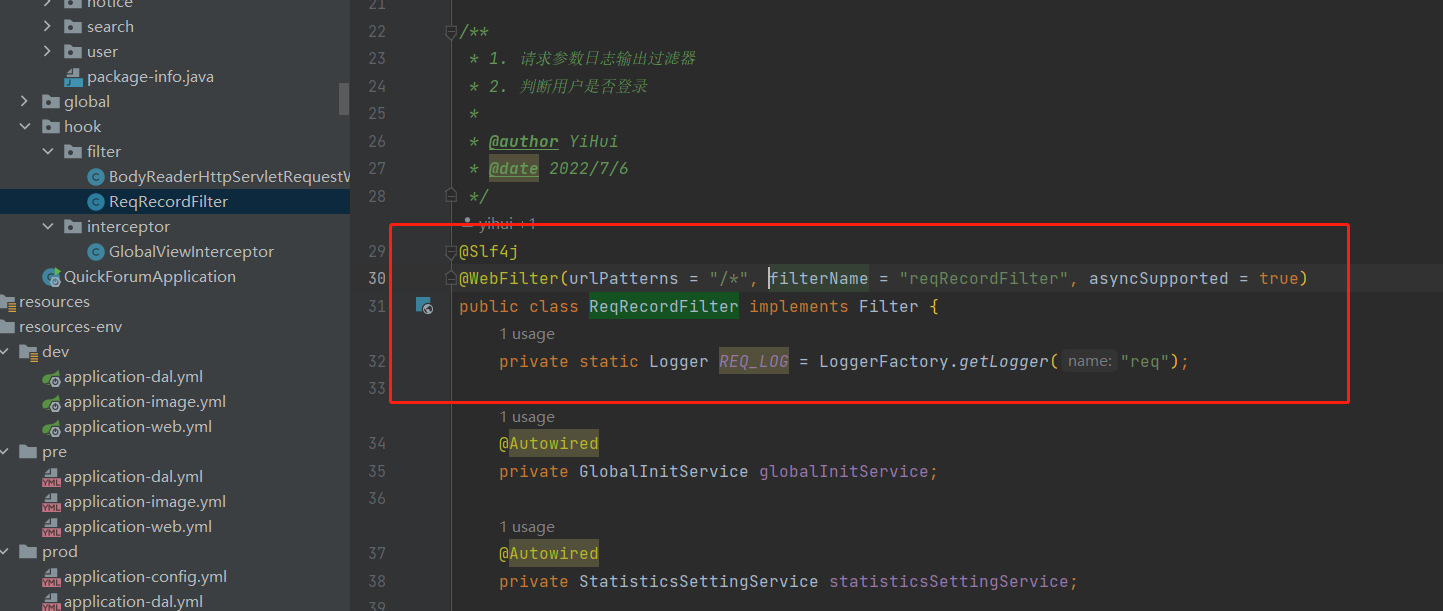 notice
search
user
package-info.java
global
hook
filter
BodyReaderHttpServletRequestW
ReqRecordFilter
interceptor
GlobalViewInterceptor
QuickForumApplication
resources
resources-env
dev
application-dal.yml
application-image.yml
application-web.yml
pre
application-dal.yml
application-image.yml
application-web.yml
prod
application-config.yml
application-dal.yml
21
22 /**
23 * 1. 请求参数日志输出过滤器
24 * 2. 判断用户是否登录
25 *
26 * @author YiHui
27 * @date 2022/7/6
28 */
yihui +1
29 @Slf4j
30 @WebFilter(urlPatterns = "/*", filterName = "reqRecordFilter", asyncSupported = true)
31 public class ReqRecordFilter implements Filter {
1 usage
32 private static Logger REQ_LOG = LoggerFactory.getLogger( name: "req");
33
1 usage
34 @Autowired
35 private GlobalInitService globalInitService;
36
1 usage
37 @Autowired
38 private StatisticsSettingService statisticsSettingService;
39